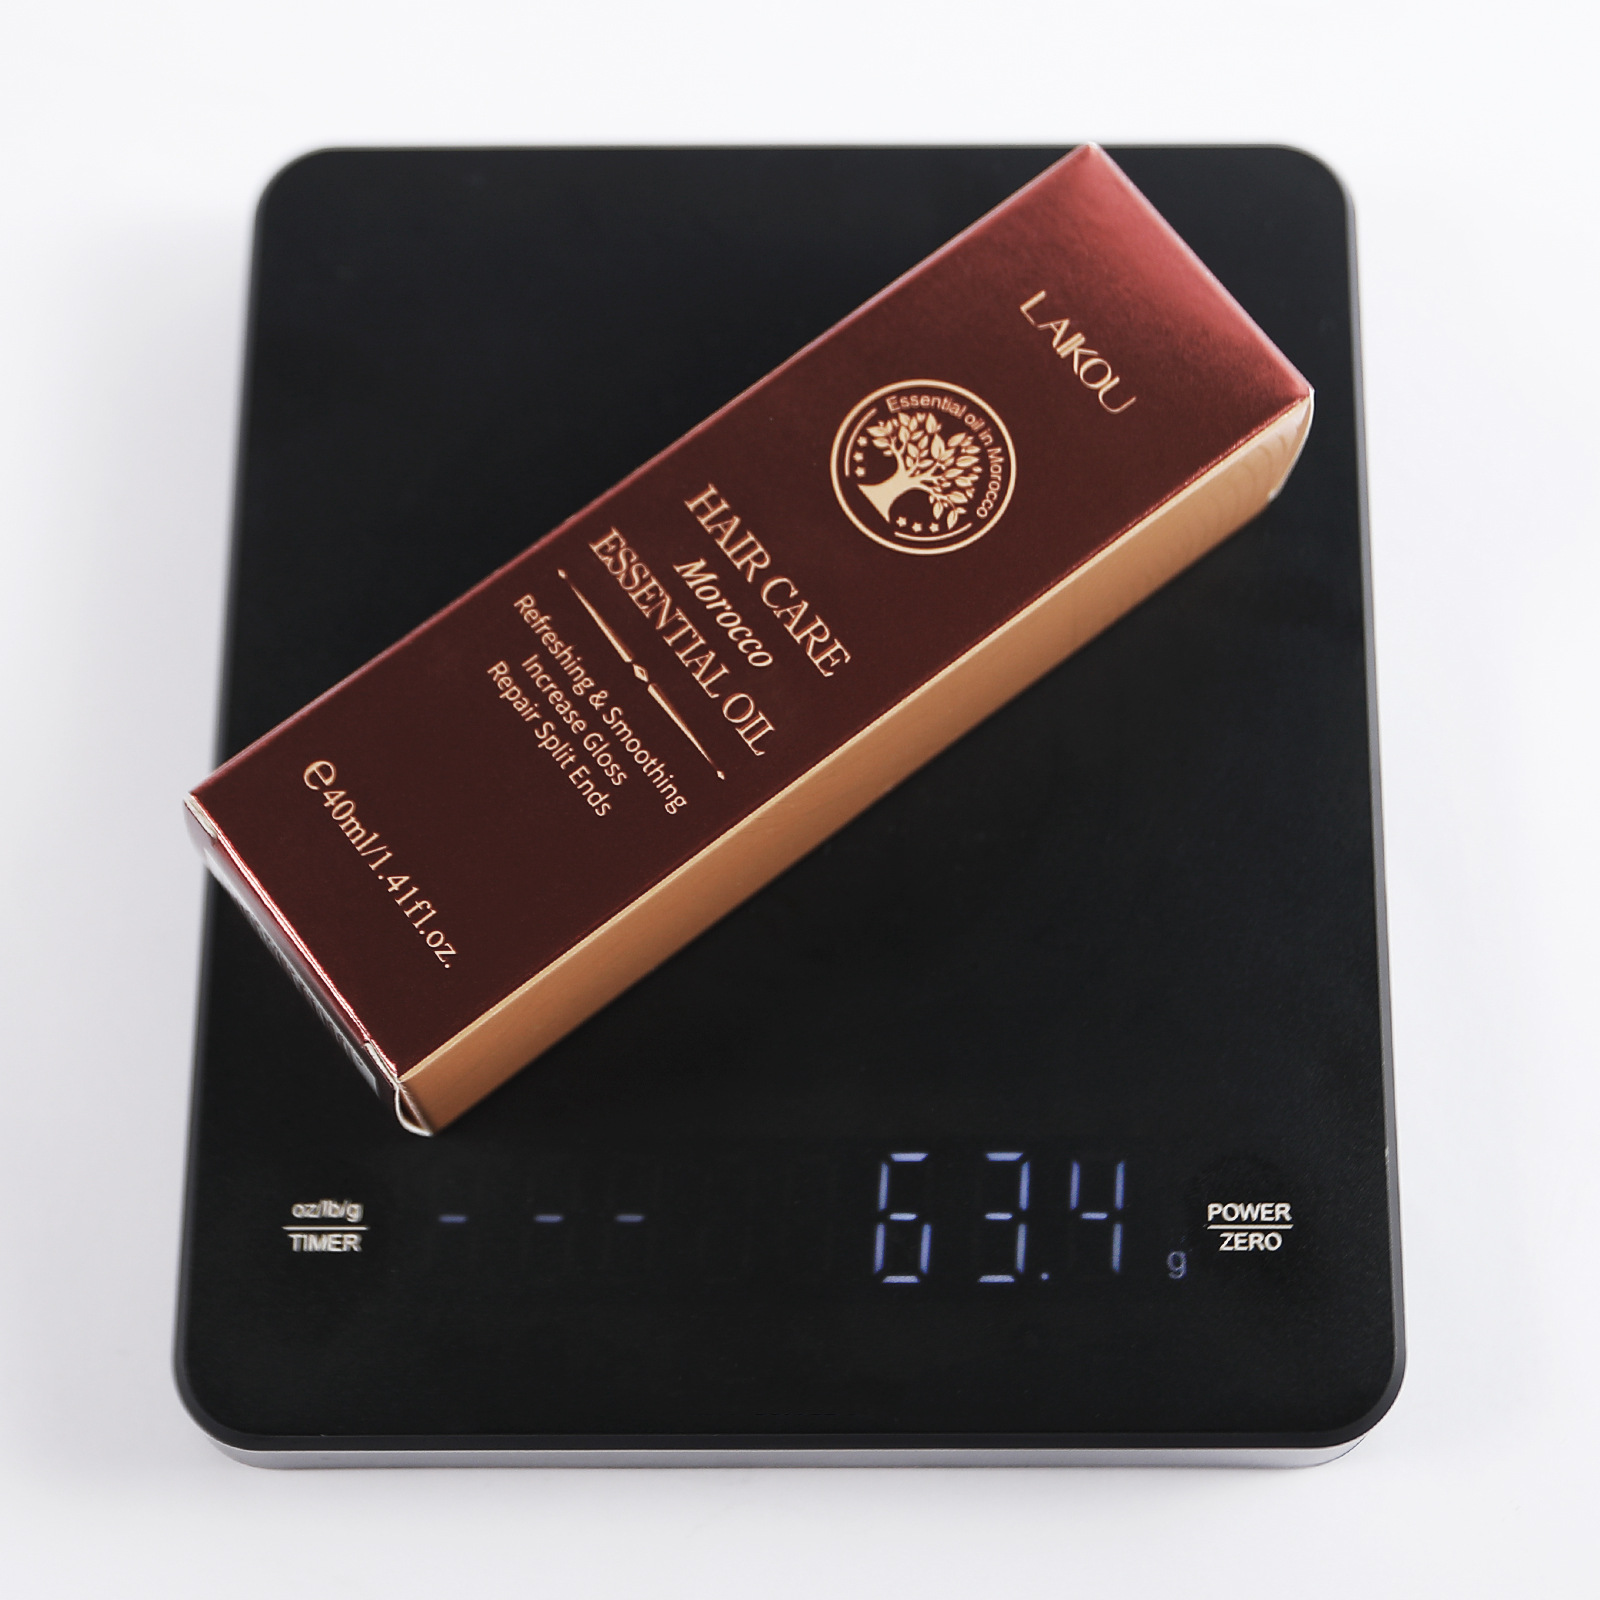 LAIKOU
Essential oil in Morocco
HAIR CARE
Morocco
ESSENTIAL OIL
Refreshing & Smoothing
Increase Gloss
Repair Split Ends
℮40ml/1.41fl.oz.
oz/lb/g
TIMER
- - -
63.4 g
POWER
ZERO